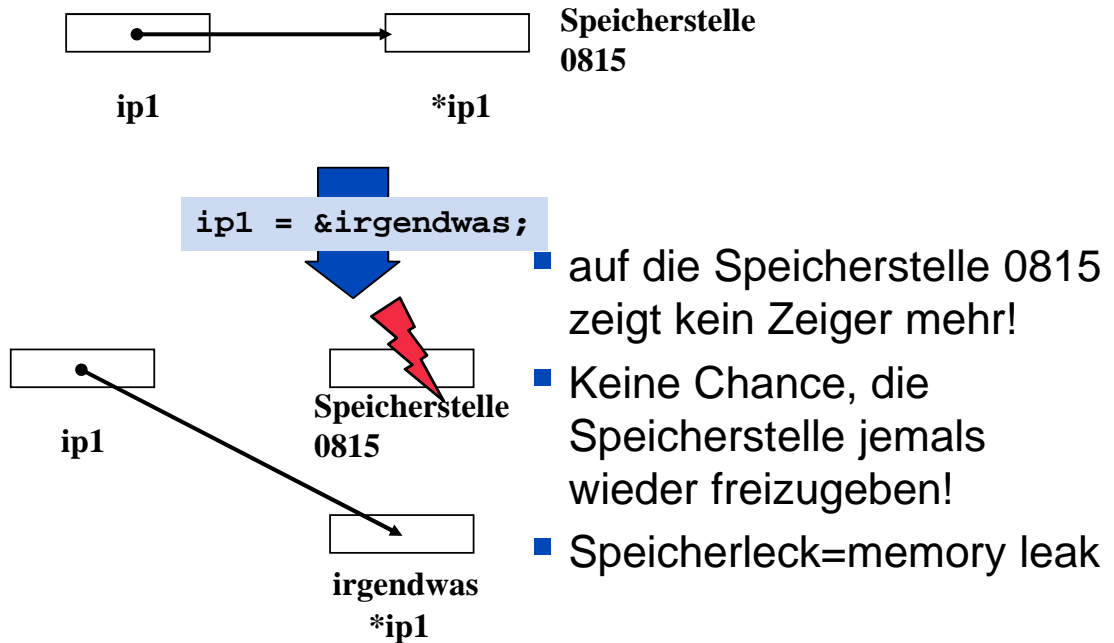 Speicherstelle
0815
ip1
*ip1
ip1 = &irgendwas;
auf die Speicherstelle 0815
zeigt kein Zeiger mehr!
Keine Chance, die
Speicherstelle jemals
wieder freizugeben!
Speicherleck=memory leak
Speicherstelle
0815
ip1
irgendwas
*ip1